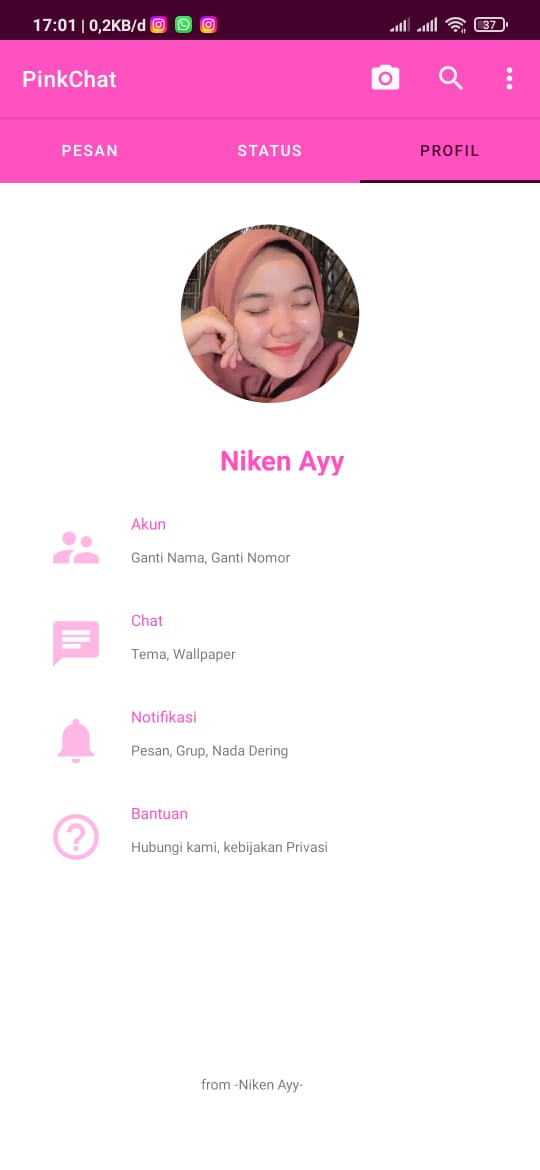 17:01 | 0,2KB/d 37
PinkChat
PESAN STATUS PROFIL
Niken Ayy
Akun
Ganti Nama, Ganti Nomor
Chat
Tema, Wallpaper
Notifikasi
Pesan, Grup, Nada Dering
Bantuan
Hubungi kami, kebijakan Privasi
from -Niken Ayy-